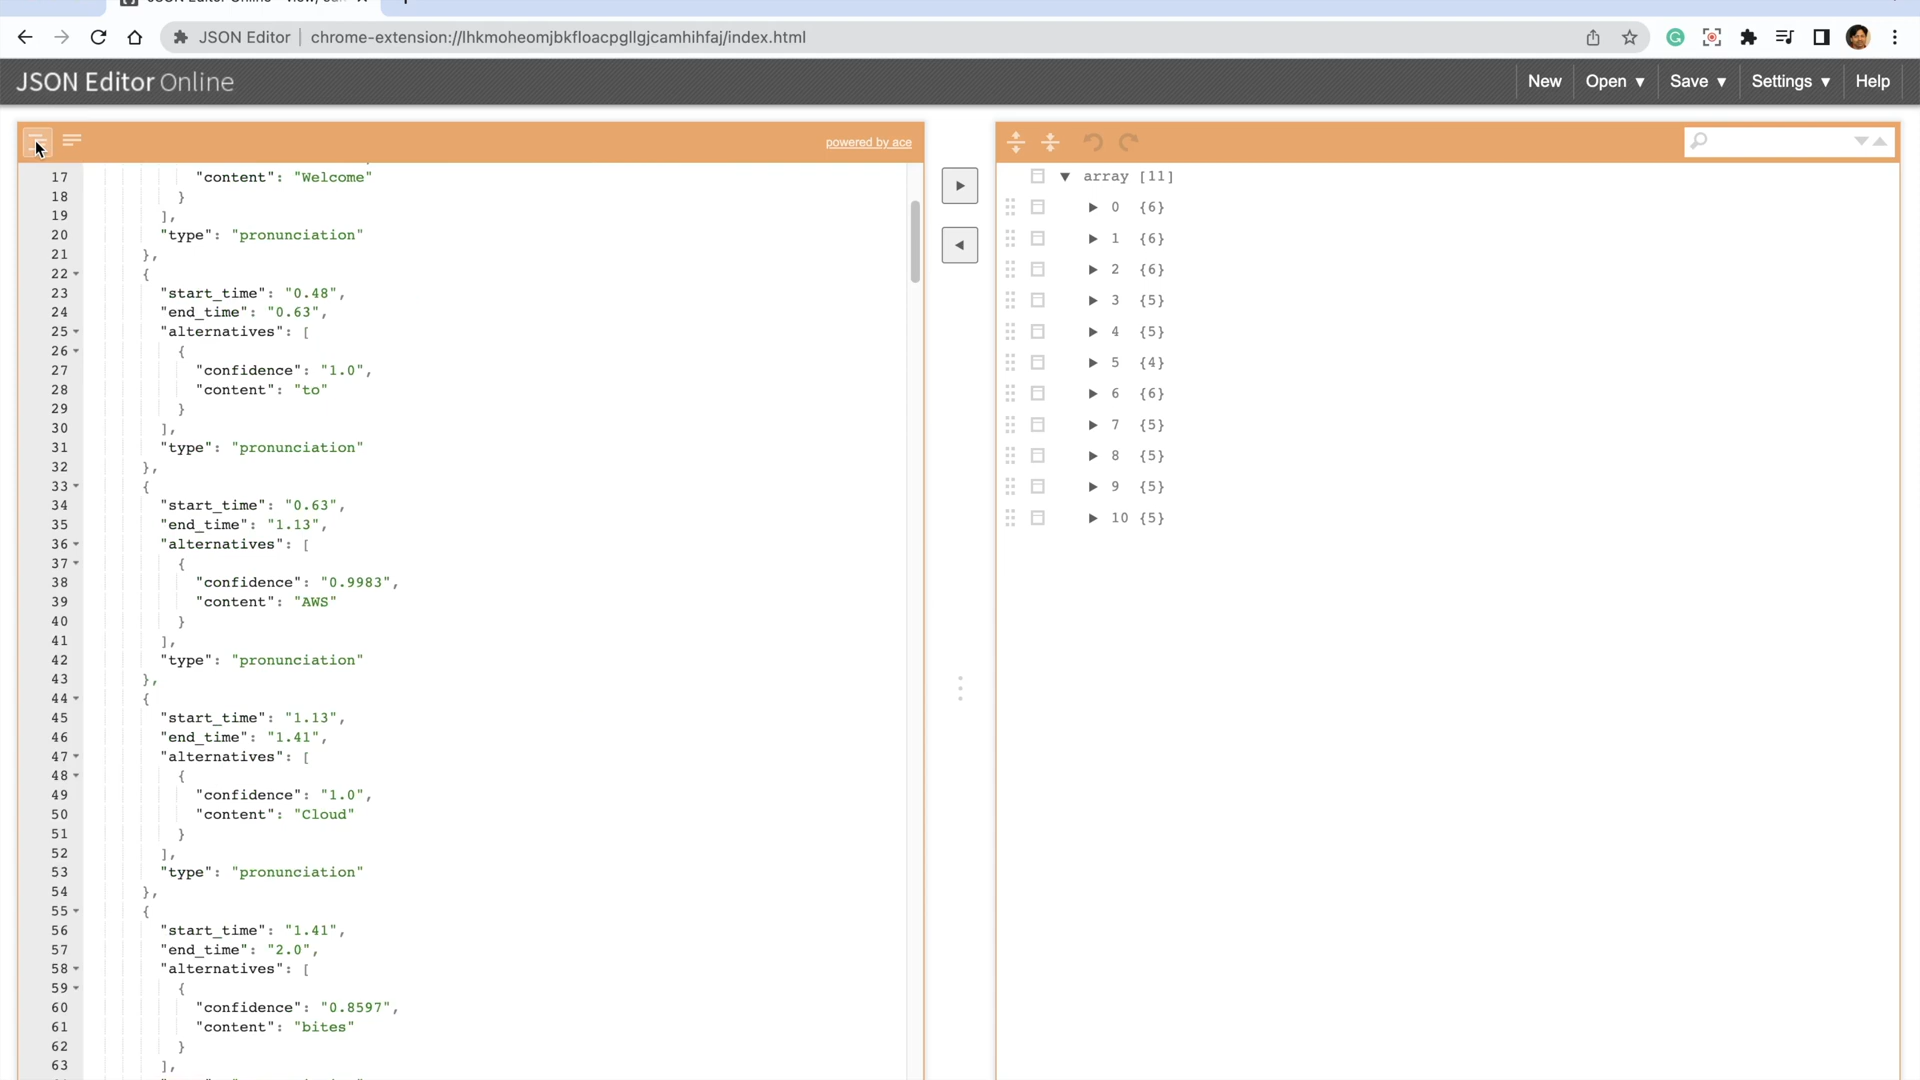 JSON Editor
chrome-extension://lhkmoheomjbkfloacpgllgjcamhihfaj/index.html
JSON Editor Online
New
Open ▼
Save ▼
Settings ▼
Help
powered by ace
17 "content": "Welcome"
18 }
19 ],
20 "type": "pronunciation"
21 },
22 {
23 "start_time": "0.48",
24 "end_time": "0.63",
25 "alternatives": [
26 {
27 "confidence": "1.0",
28 "content": "to"
29 }
30 ],
31 "type": "pronunciation"
32 },
33 {
34 "start_time": "0.63",
35 "end_time": "1.13",
36 "alternatives": [
37 {
38 "confidence": "0.9983",
39 "content": "AWS"
40 }
41 ],
42 "type": "pronunciation"
43 },
44 {
45 "start_time": "1.13",
46 "end_time": "1.41",
47 "alternatives": [
48 {
49 "confidence": "1.0",
50 "content": "Cloud"
51 }
52 ],
53 "type": "pronunciation"
54 },
55 {
56 "start_time": "1.41",
57 "end_time": "2.0",
58 "alternatives": [
59 {
60 "confidence": "0.8597",
61 "content": "bites"
62 }
63 ],
▼ array [11]
▶ 0 {6}
▶ 1 {6}
▶ 2 {6}
▶ 3 {5}
▶ 4 {5}
▶ 5 {4}
▶ 6 {6}
▶ 7 {5}
▶ 8 {5}
▶ 9 {5}
▶ 10 {5}